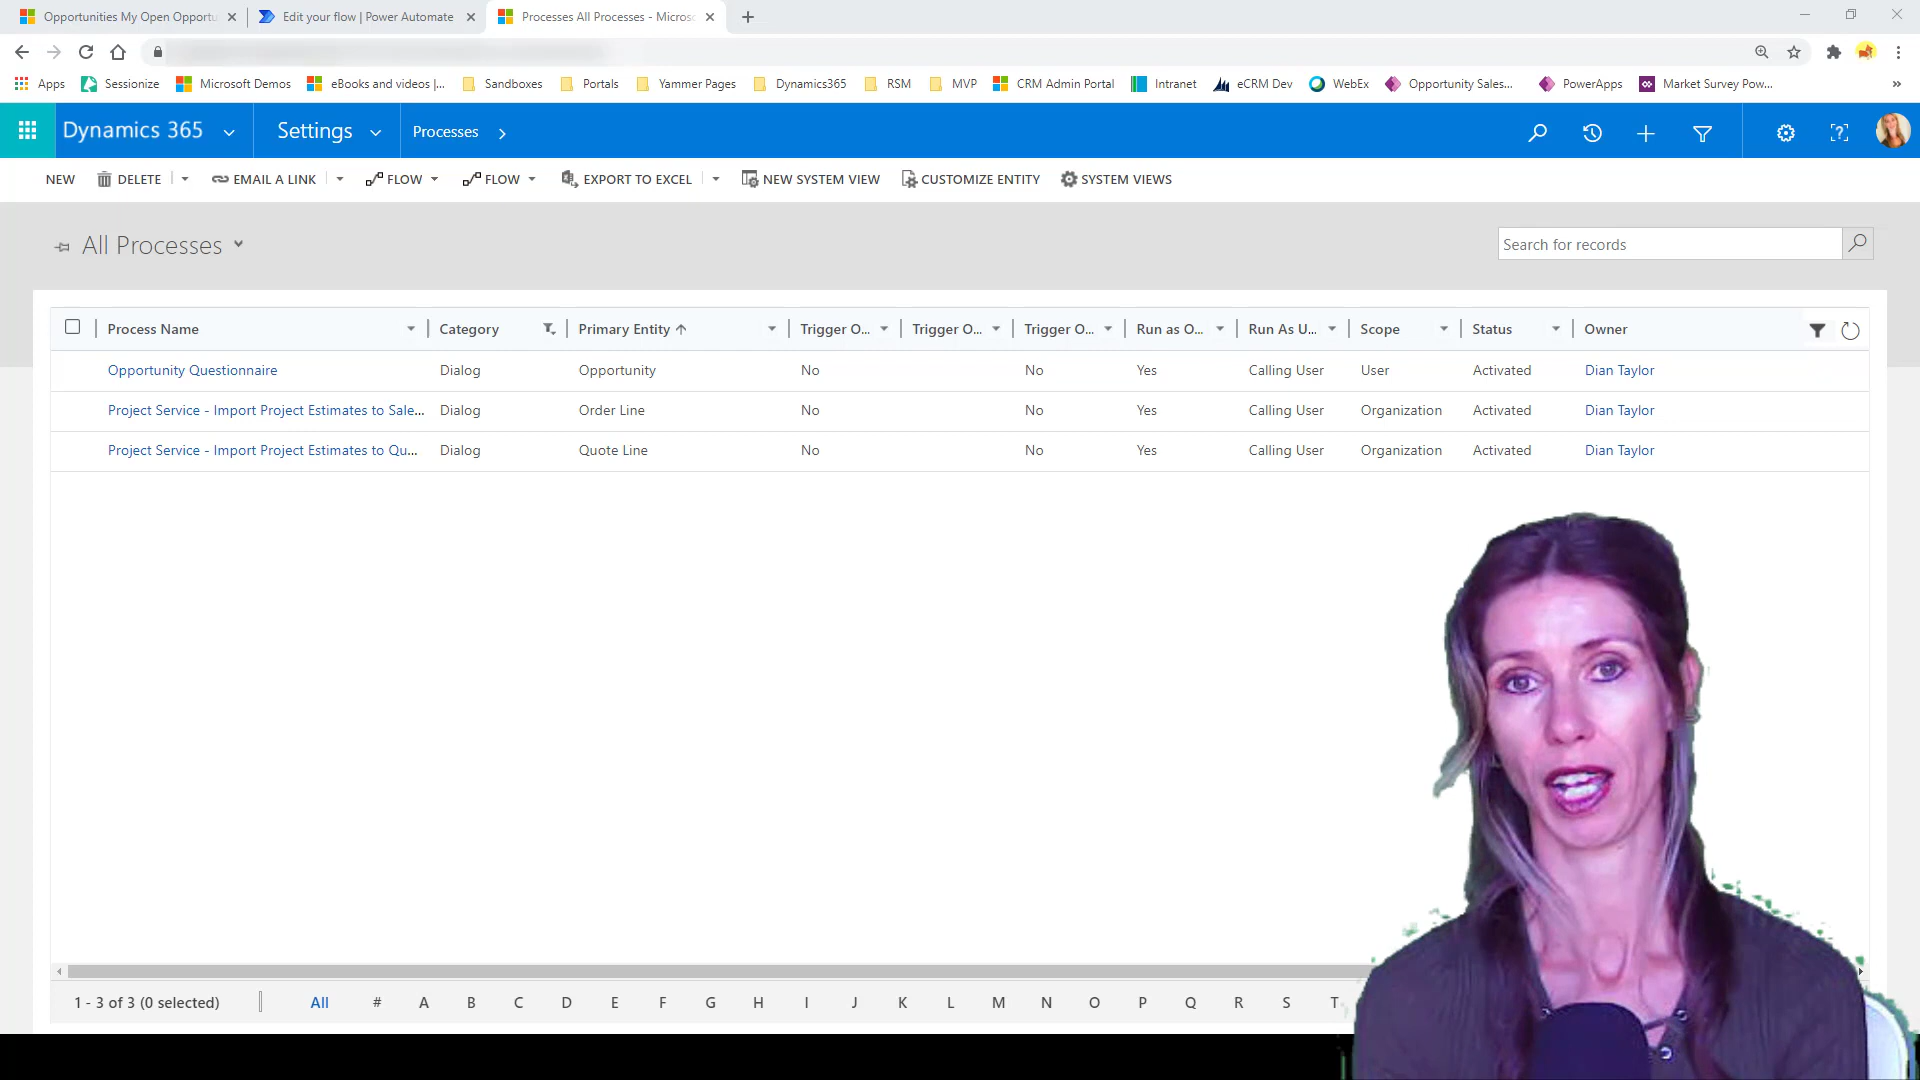 Opportunities My Open Opportu
Edit your flow | Power Automate
Processes All Processes - Micros
Apps
Sessionize
Microsoft Demos
eBooks and videos |...
Sandboxes
Portals
Yammer Pages
Dynamics365
RSM
MVP
CRM Admin Portal
Intranet
eCRM Dev
WebEx
Opportunity Sales...
PowerApps
Market Survey Pow...
Dynamics 365
Settings
Processes
NEW
DELETE
EMAIL A LINK
FLOW
FLOW
EXPORT TO EXCEL
NEW SYSTEM VIEW
CUSTOMIZE ENTITY
SYSTEM VIEWS
All Processes
Search for records
Process Name Category Primary Entity Trigger O... Trigger O... Trigger O... Run as O... Run As U... Scope Status Owner
Opportunity Questionnaire Dialog Opportunity No No Yes Calling User User Activated Dian Taylor
Project Service - Import Project Estimates to Sale... Dialog Order Line No No Yes Calling User Organization Activated Dian Taylor
Project Service - Import Project Estimates to Qu... Dialog Quote Line No No Yes Calling User Organization Activated Dian Taylor
1 - 3 of 3 (0 selected) All # A B C D E F G H I J K L M N O P Q R S T